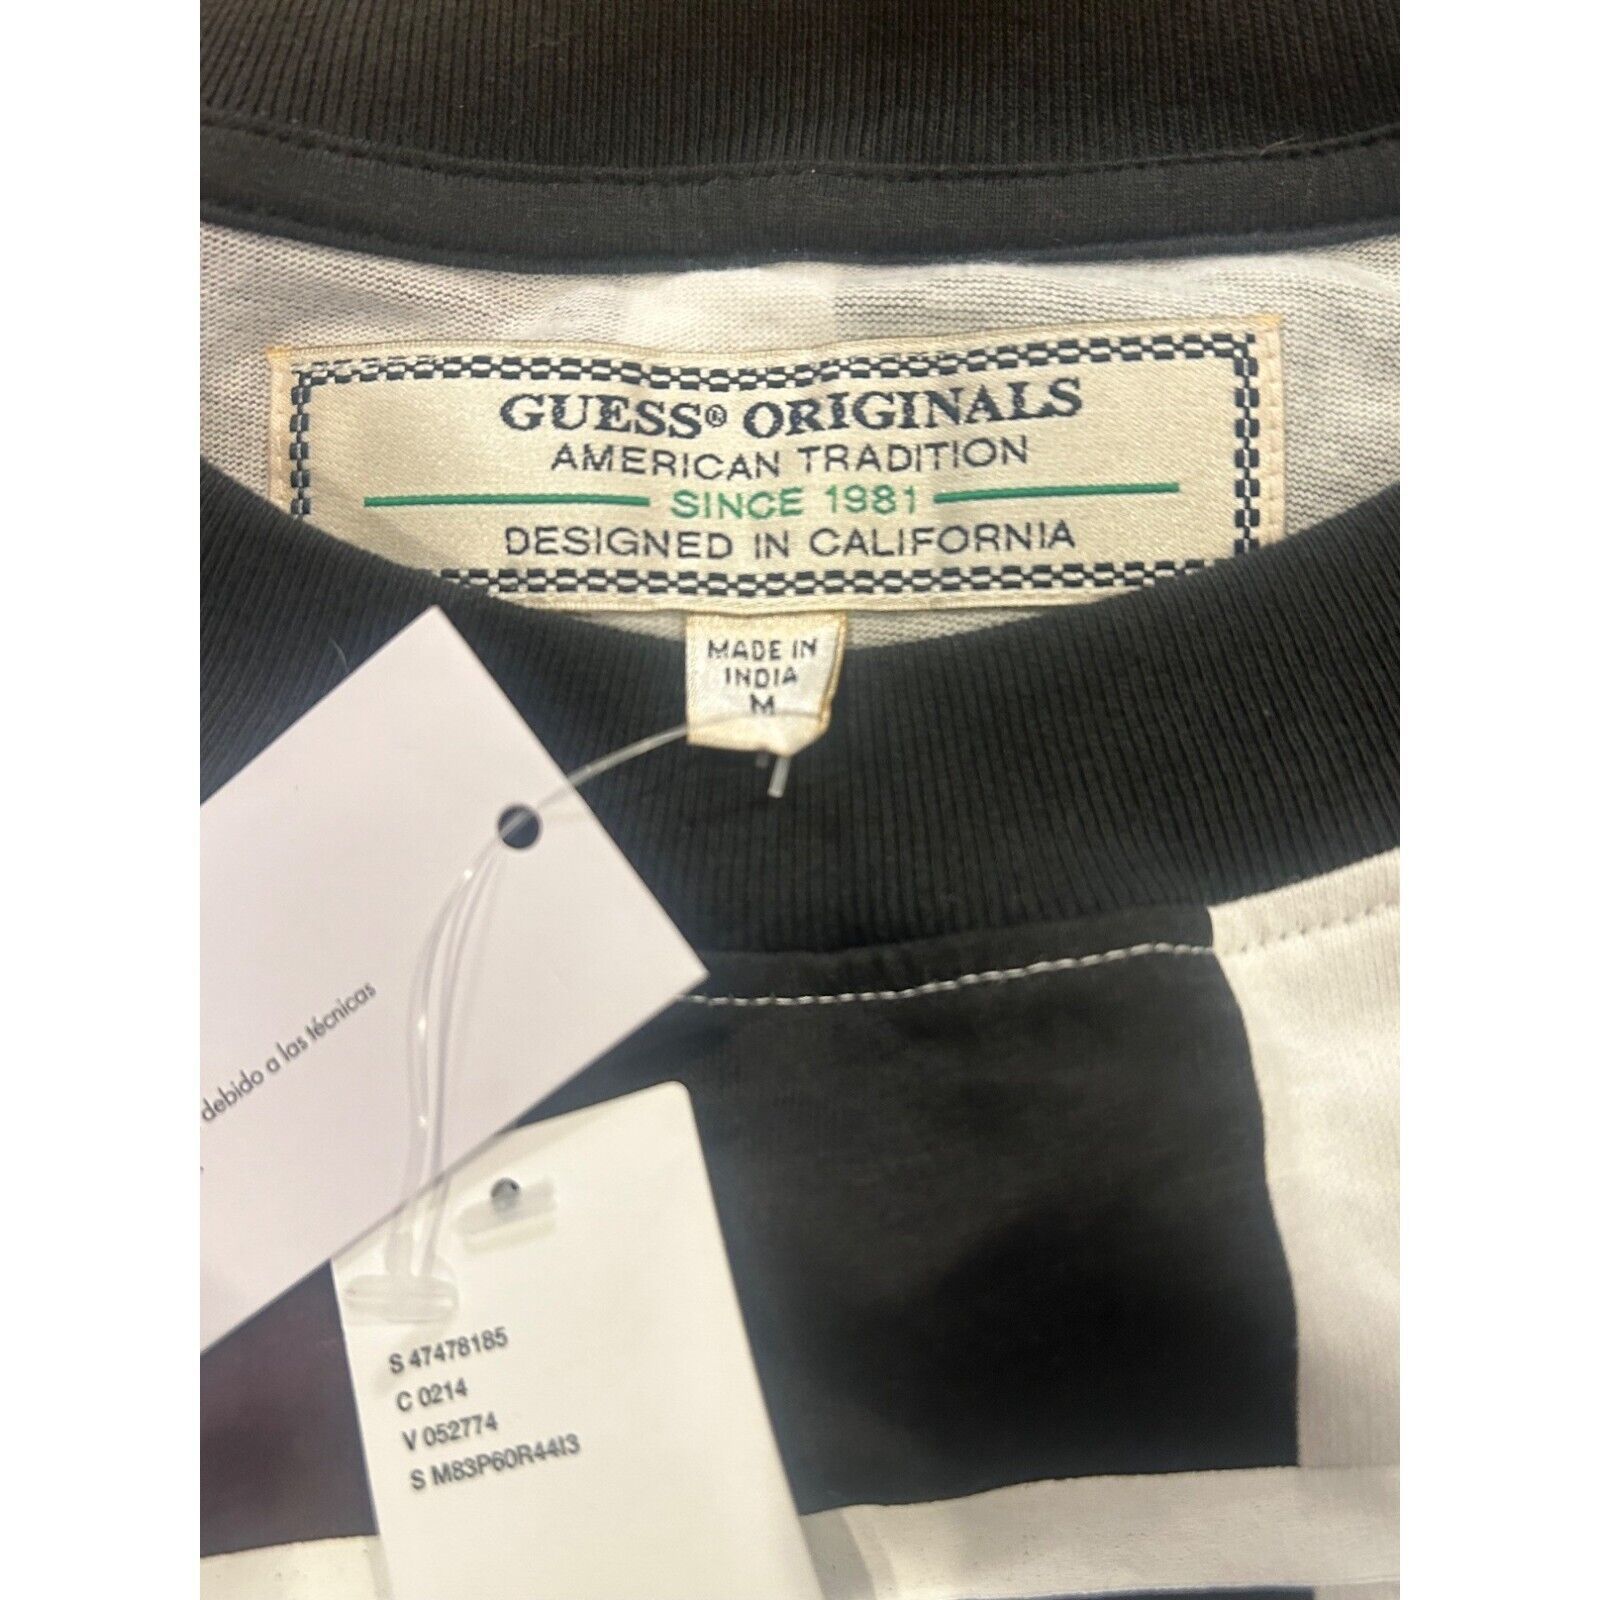 GUESS® ORIGINALS
AMERICAN TRADITION
SINCE 1981
DESIGNED IN CALIFORNIA
MADE IN
INDIA
M
debido a las técnicas
S 47478185
C 0214
V 052774
S M83P60R44I3